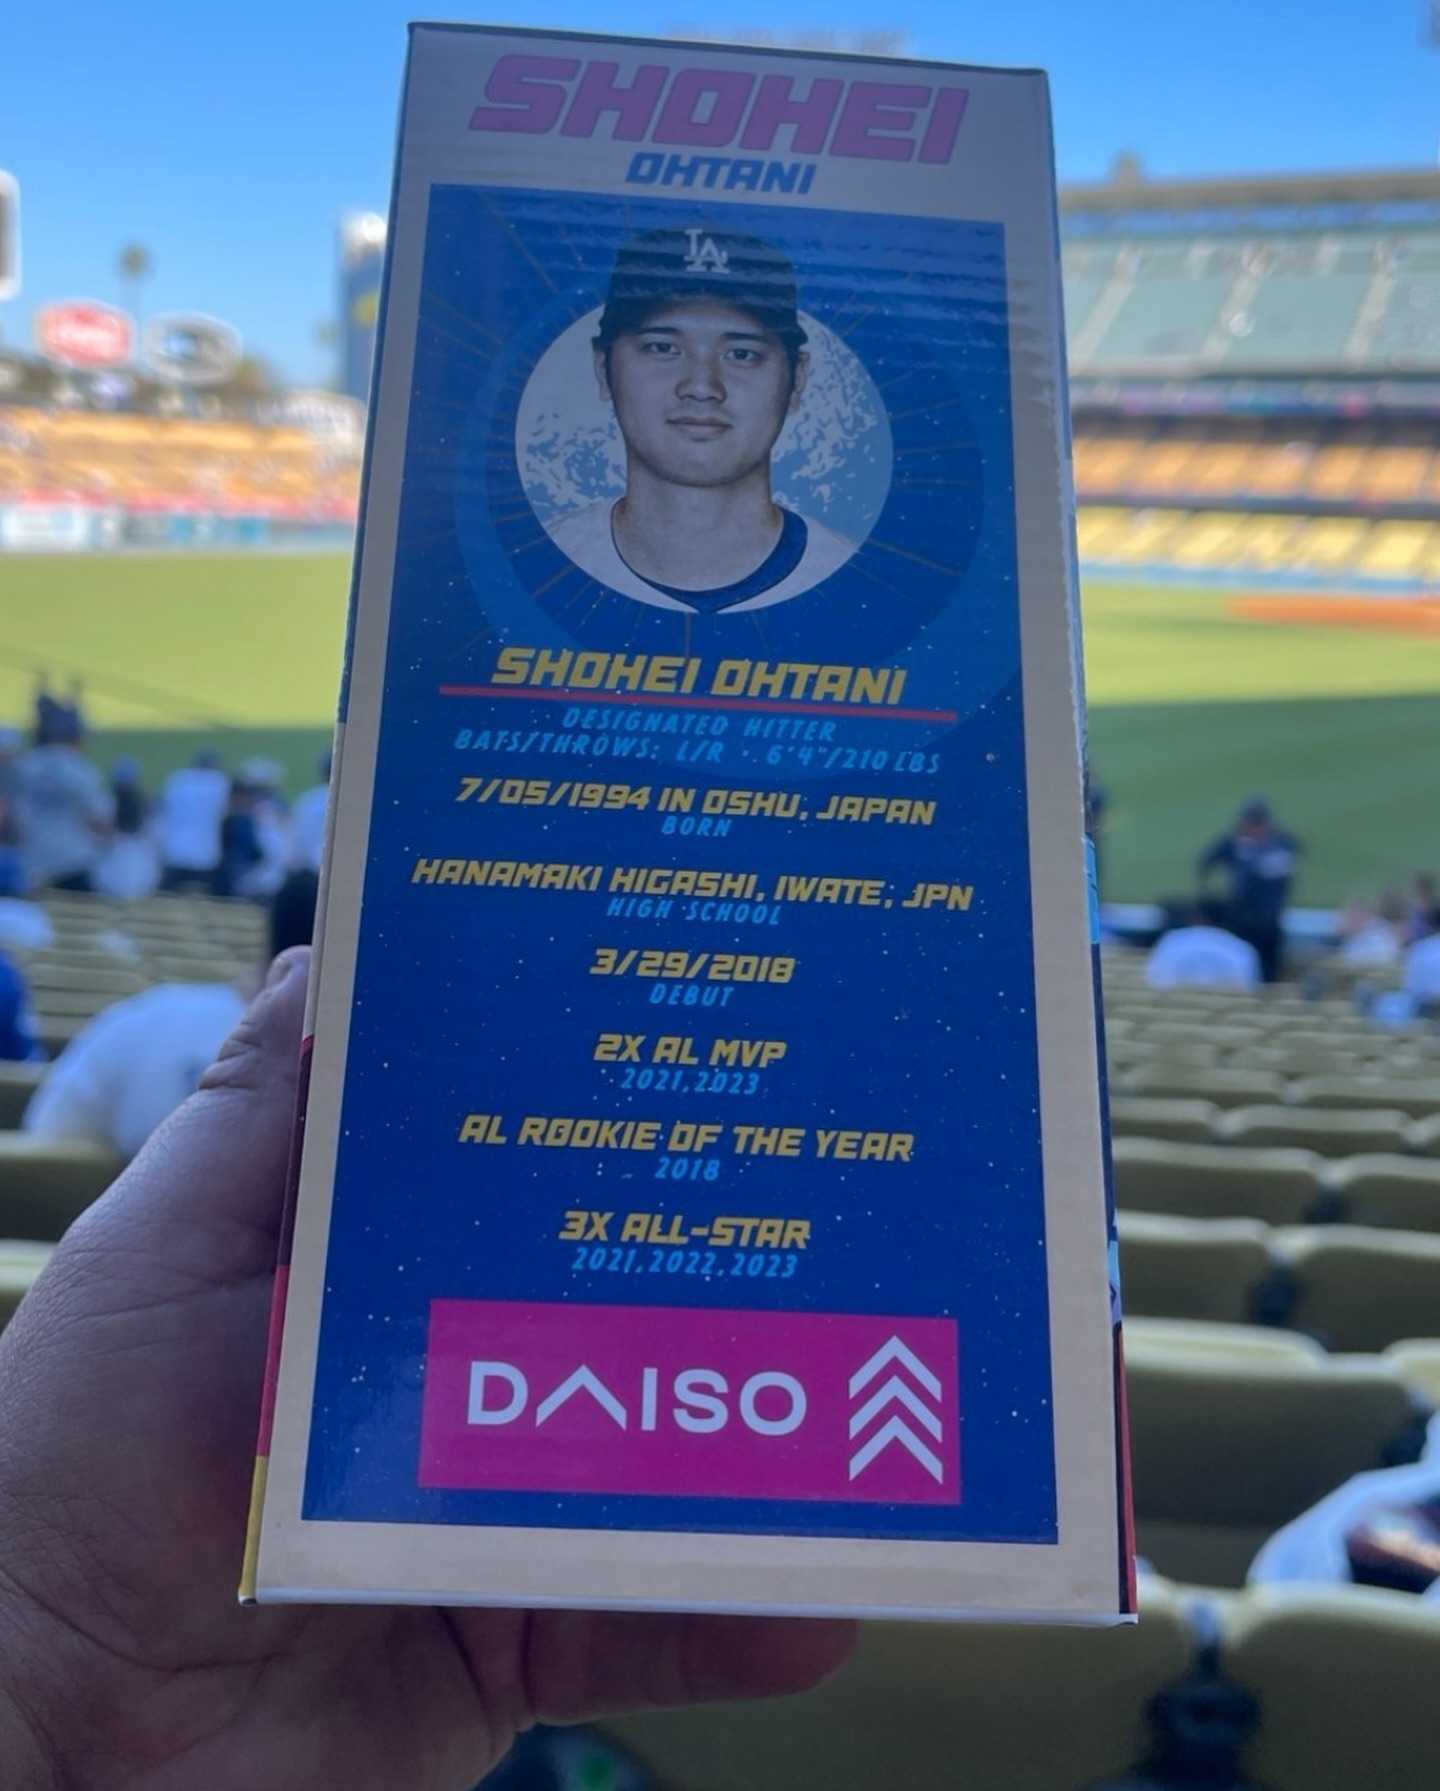 SHOHEI
OHTANI
LA
SHOHEI OHTANI
DESIGNATED HITTER
BATS/THROWS: L/R · 6'4"/210 LBS
7/05/1994 IN OSHU, JAPAN
BORN
HANAMAKI HIGASHI, IWATE, JPN
HIGH SCHOOL
3/29/2018
DEBUT
2X AL MVP
2021, 2023
AL ROOKIE OF THE YEAR
2018
3X ALL-STAR
2021, 2022, 2023
DAISO